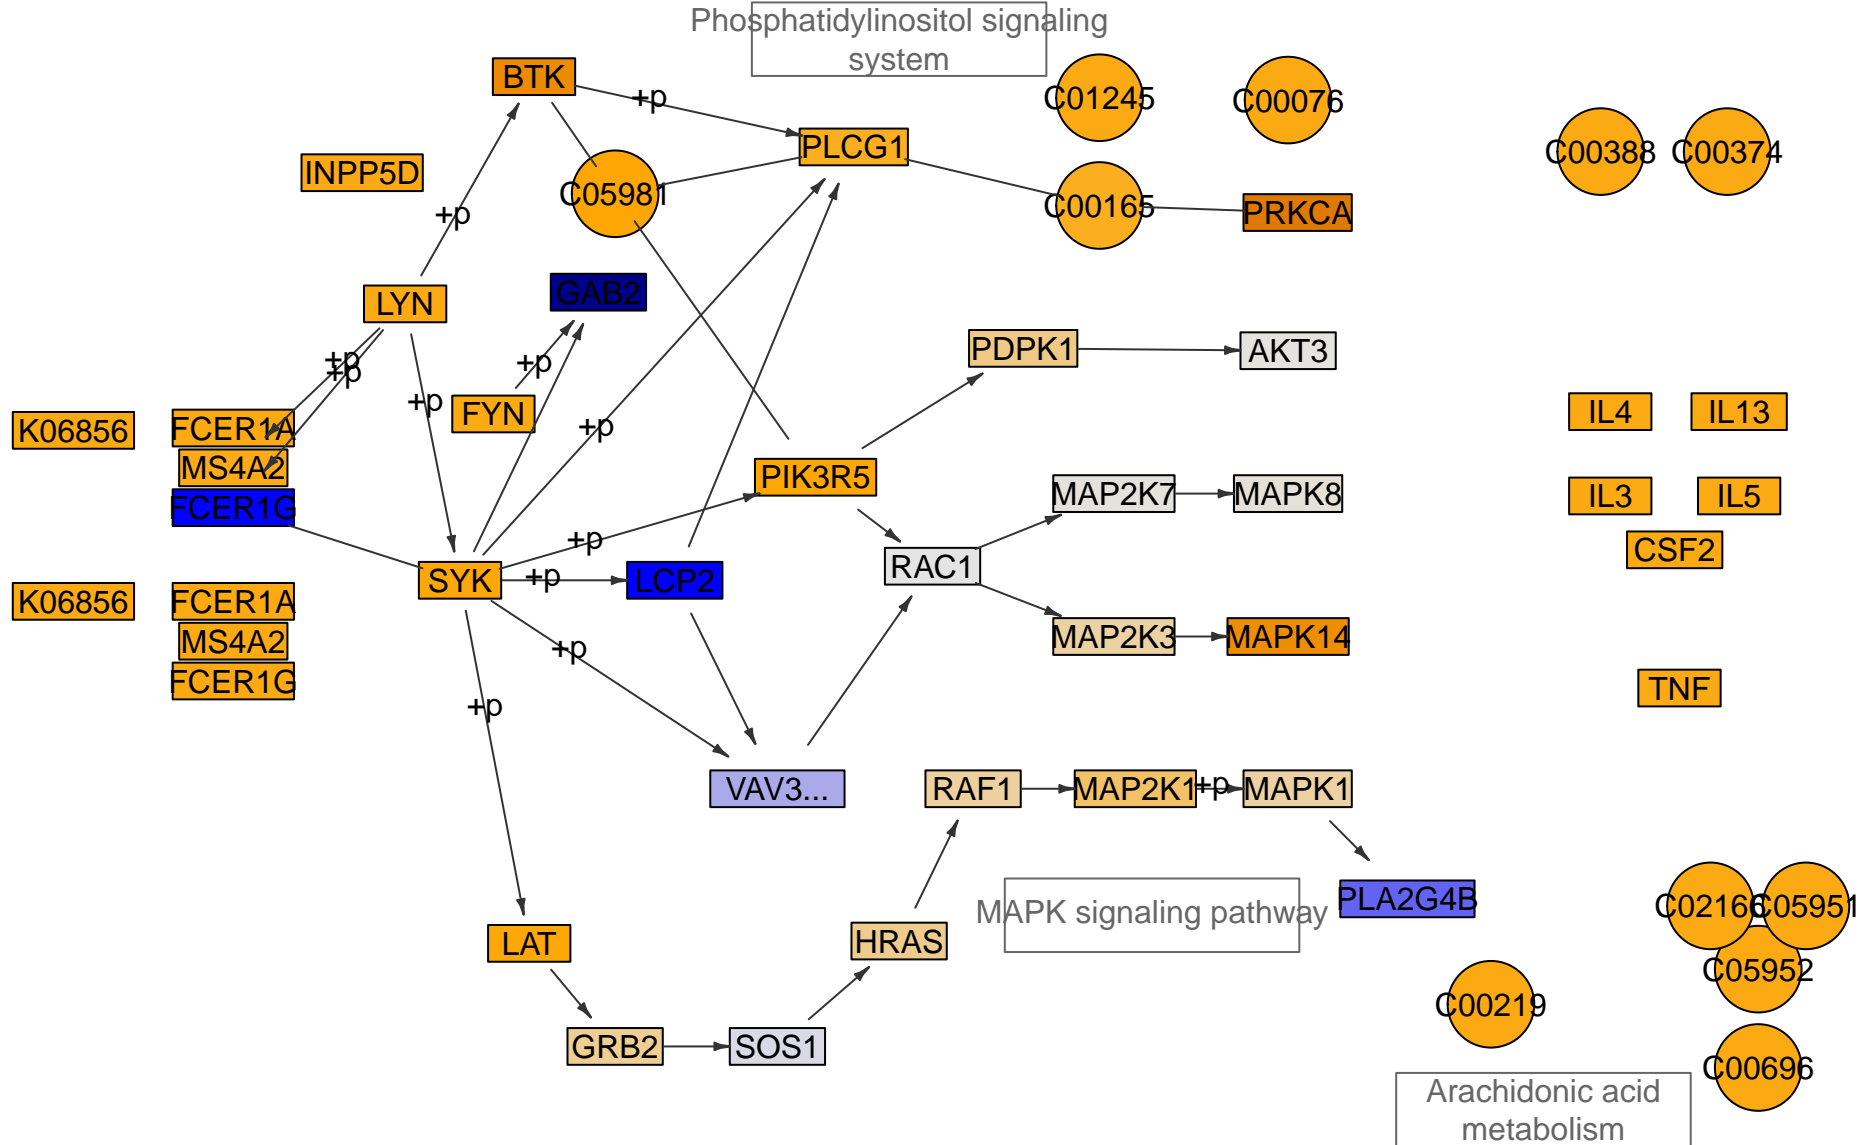 Phosphatidylinositol signaling
system
BTK
+p
C01245
C00076
PLCG1
C00388
C00374
INPP5D
C05981
+p
C00165
PRKCA
LYN
GAB2
+p
+p
+p
PDPK1
AKT3
+p
K06856
FCER1A
FYN
+p
IL4
IL13
MS4A2
PIK3R5
FCER1G
MAP2K7
MAPK8
IL3
IL5
+p
CSF2
SYK
+p
LCP2
RAC1
K06856
FCER1A
MS4A2
+p
MAP2K3
MAPK14
FCER1G
TNF
+p
VAV3...
RAF1
MAP2K1
+p
MAPK1
PLA2G4B
MAPK signaling pathway
C02166
C05951
LAT
HRAS
C05952
C00219
GRB2
SOS1
C00696
Arachidonic acid
metabolism